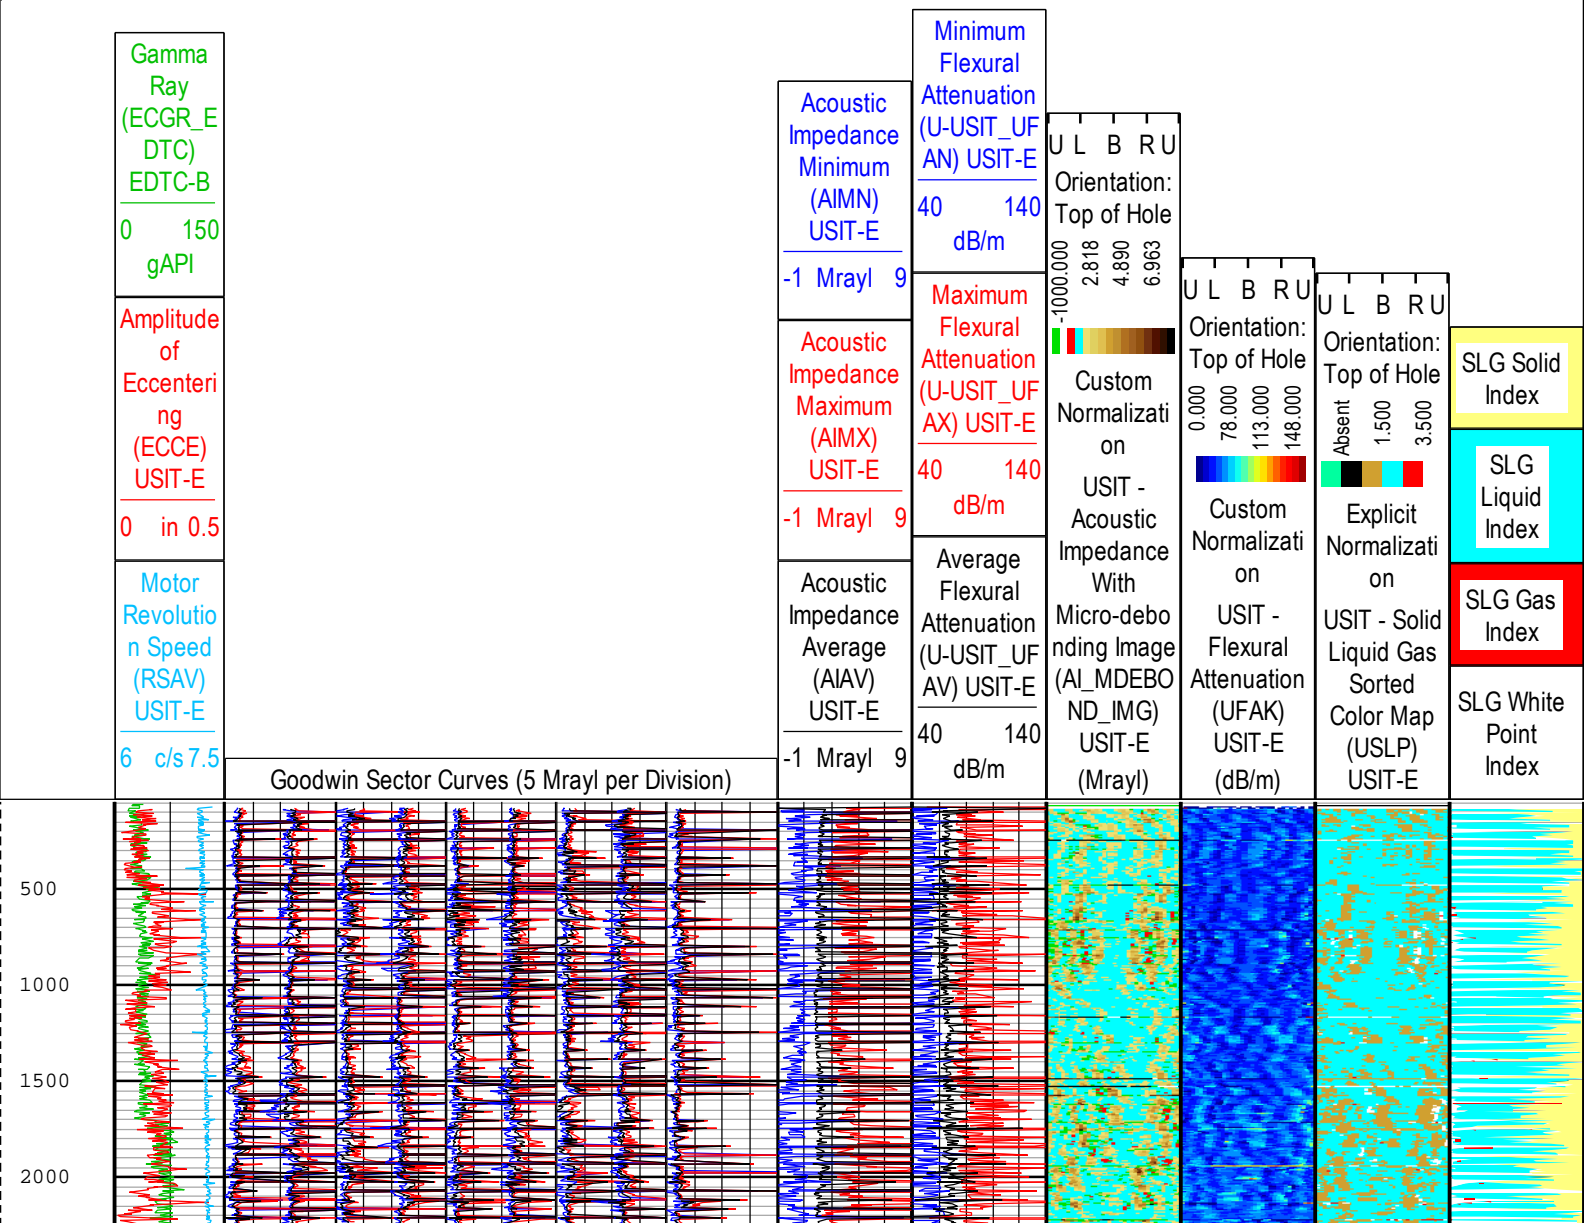 Gamma
Ray
(ECGR_E
DTC)
EDTC-B
0 150
gAPI
Amplitude
of
Eccenteri
ng
(ECCE)
USIT-E
0 in 0.5
Motor
Revolutio
n Speed
(RSAV)
USIT-E
6 c/s 7.5
Goodwin Sector Curves (5 Mrayl per Division)
Acoustic
Impedance
Minimum
(AIMN)
USIT-E
-1 Mrayl 9
Acoustic
Impedance
Maximum
(AIMX)
USIT-E
-1 Mrayl 9
Acoustic
Impedance
Average
(AIAV)
USIT-E
-1 Mrayl 9
Minimum
Flexural
Attenuation
(U-USIT_UF
AN) USIT-E
40 140
dB/m
Maximum
Flexural
Attenuation
(U-USIT_UF
AX) USIT-E
40 140
dB/m
Average
Flexural
Attenuation
(U-USIT_UF
AV) USIT-E
40 140
dB/m
U L B R U
Orientation:
Top of Hole
-1000.000
2.818
4.890
6.963
Custom
Normalizati
on
USIT -
Acoustic
Impedance
With
Micro-debo
nding Image
(AI_MDEBO
ND_IMG)
USIT-E
(Mrayl)
U L B R U
Orientation:
Top of Hole
0.000
78.000
113.000
148.000
Custom
Normalizati
on
USIT -
Flexural
Attenuation
(UFAK)
USIT-E
(dB/m)
U L B R U
Orientation:
Top of Hole
Absent
1.500
3.500
Explicit
Normalizati
on
USIT - Solid
Liquid Gas
Sorted
Color Map
(USLP)
USIT-E
SLG Solid
Index
SLG
Liquid
Index
SLG Gas
Index
SLG White
Point
Index
500
1000
1500
2000